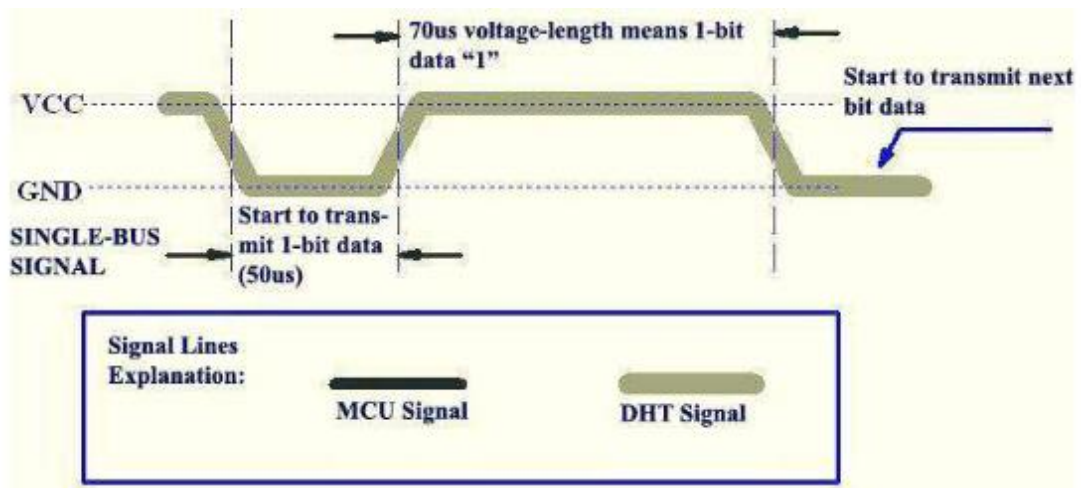 70us voltage-length means 1-bit
data “1”
Start to transmit next
bit data
VCC
GND
SINGLE-BUS
SIGNAL
Start to trans-
mit 1-bit data
(50us)
Signal Lines
Explanation:
MCU Signal
DHT Signal